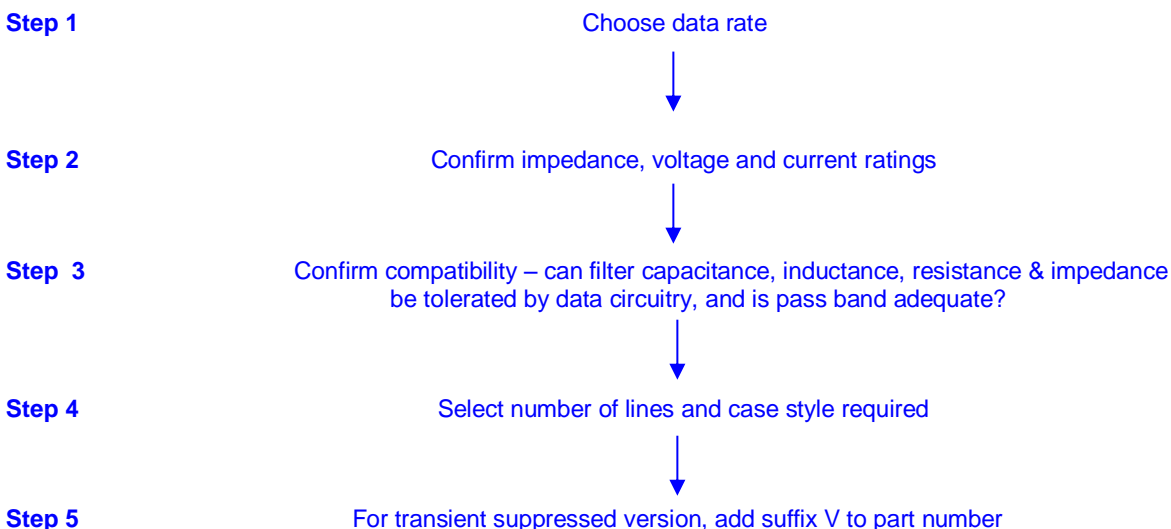 Step 1 Choose data rate
Step 2 Confirm impedance, voltage and current ratings
Step 3 Confirm compatibility – can filter capacitance, inductance, resistance & impedance
be tolerated by data circuitry, and is pass band adequate?
Step 4 Select number of lines and case style required
Step 5 For transient suppressed version, add suffix V to part number